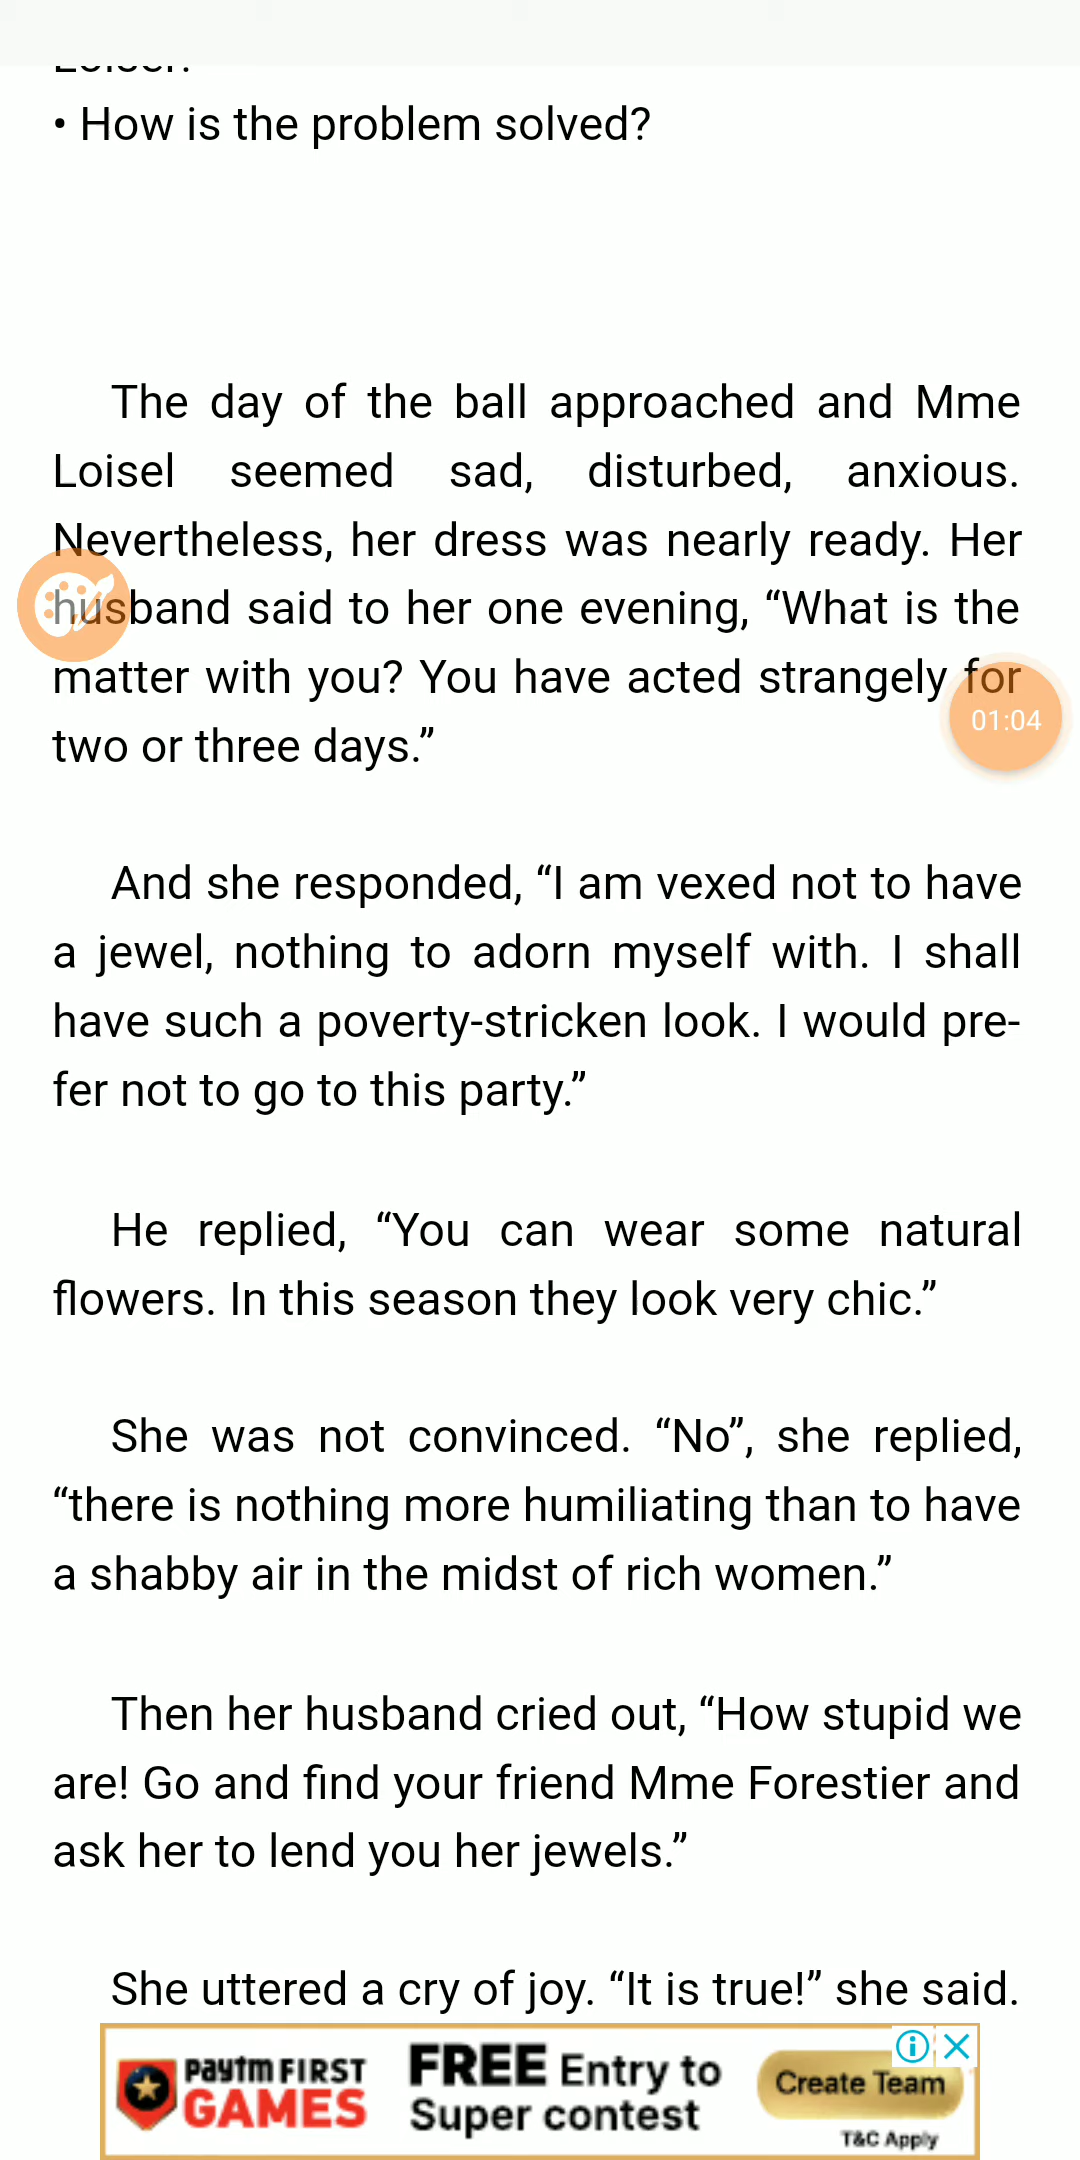 • How is the problem solved?
The day of the ball approached and Mme
Loisel seemed sad, disturbed, anxious.
Nevertheless, her dress was nearly ready. Her
husband said to her one evening, “What is the
matter with you? You have acted strangely for
two or three days.”
01:04
And she responded, “I am vexed not to have
a jewel, nothing to adorn myself with. I shall
have such a poverty-stricken look. I would pre-
fer not to go to this party.”
He replied, “You can wear some natural
flowers. In this season they look very chic.”
She was not convinced. “No”, she replied,
“there is nothing more humiliating than to have
a shabby air in the midst of rich women.”
Then her husband cried out, “How stupid we
are! Go and find your friend Mme Forestier and
ask her to lend you her jewels.”
She uttered a cry of joy. “It is true!” she said.
paytm FIRST
GAMES
FREE Entry to
Super contest
Create Team
T&C Apply